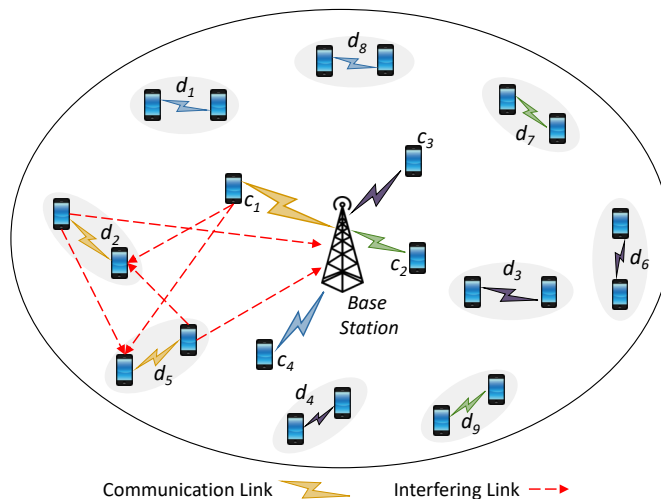 d8
d1
d7
c3
c1
d2
c2
d3
d6
Base
Station
c4
d5
d4
d9
Communication Link
Interfering Link